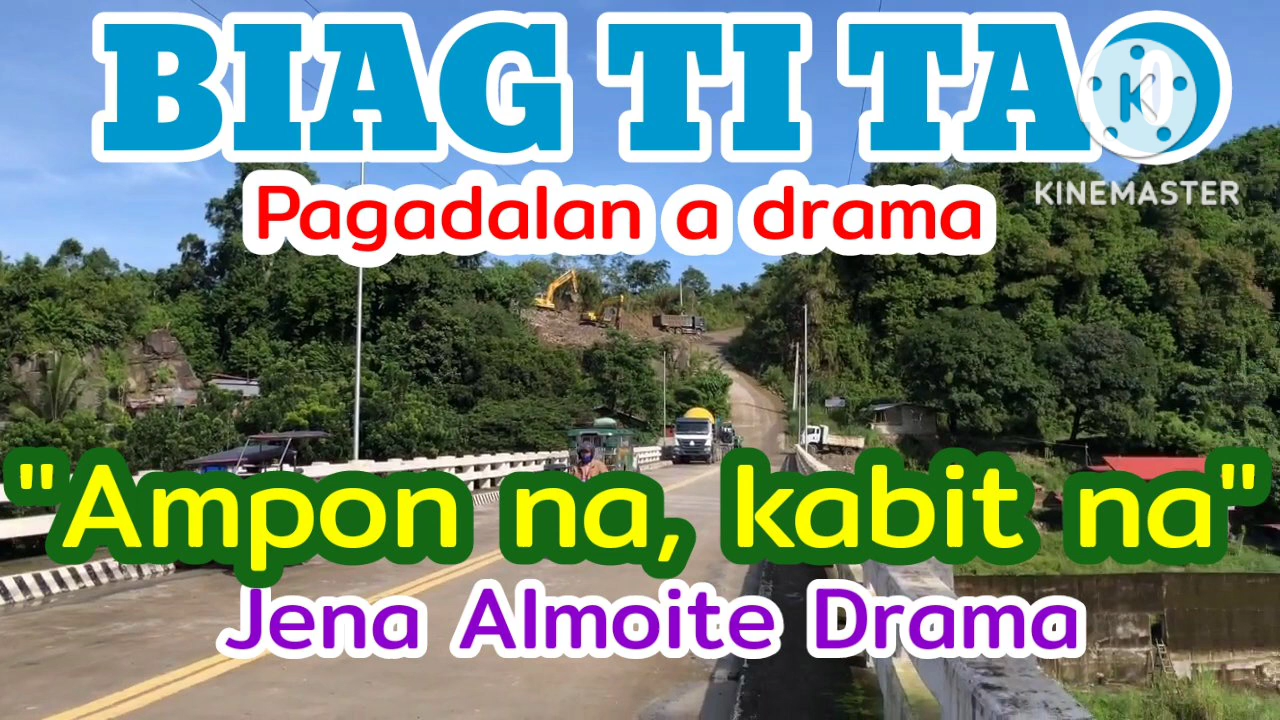 BIAG TI TAO
K
KINEMASTER
Pagadalan a drama
"Ampon na, kabit na"
Jena Almoite Drama